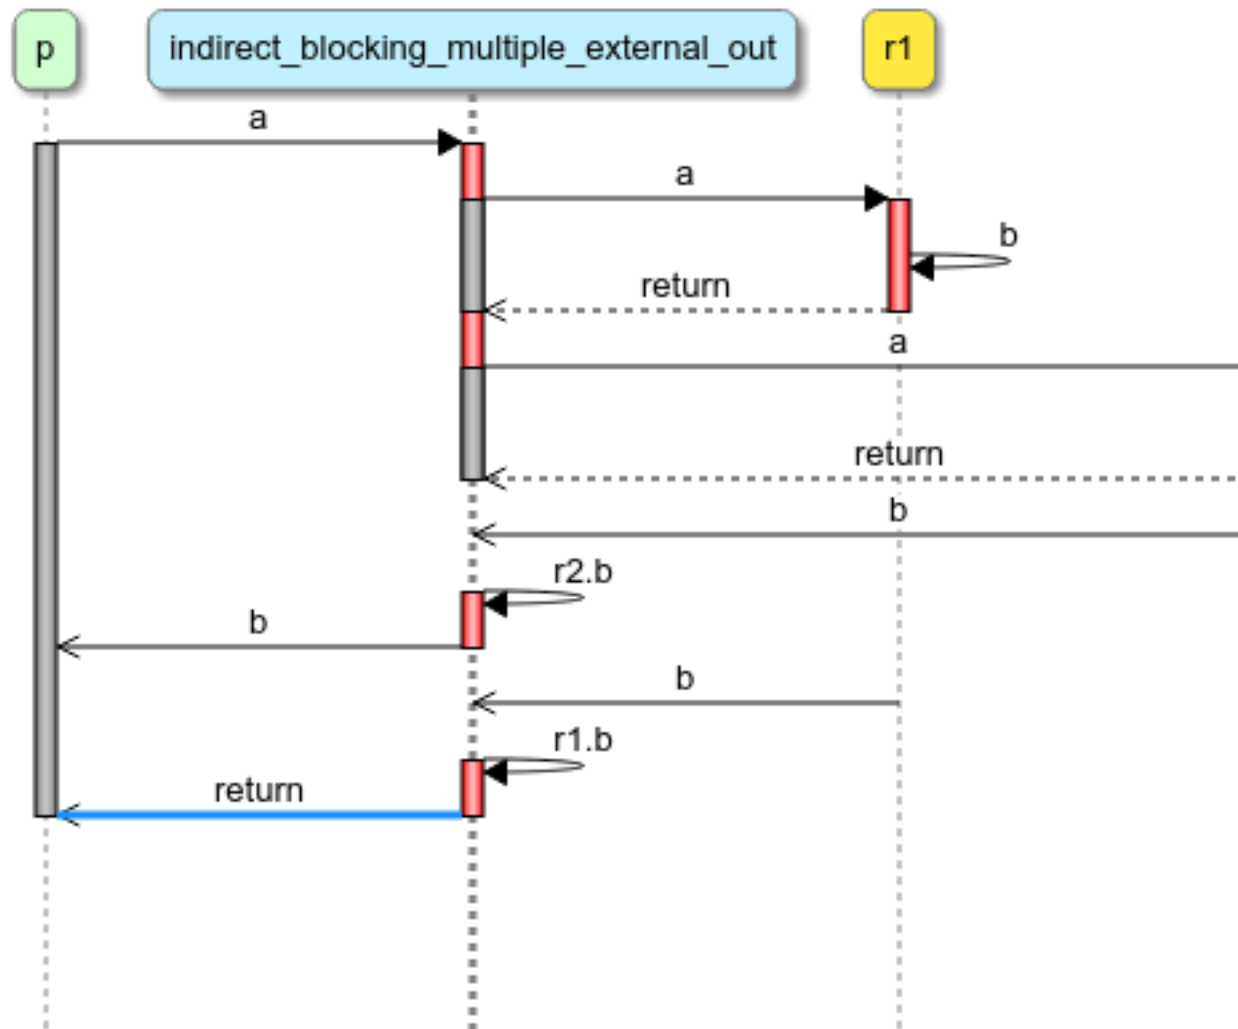 p
indirect_blocking_multiple_external_out
r1
a
a
b
return
a
return
b
r2.b
b
b
r1.b
return